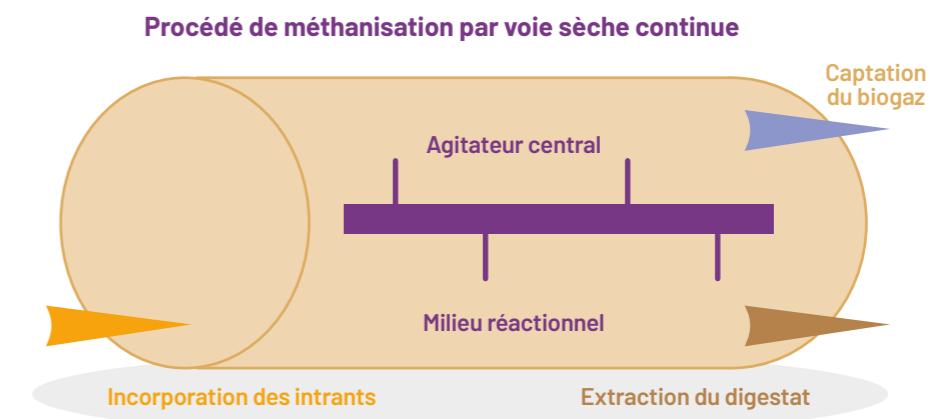 Procédé de méthanisation par voie sèche continue
Captation
du biogaz
Agitateur central
Milieu réactionnel
Incorporation des intrants
Extraction du digestat